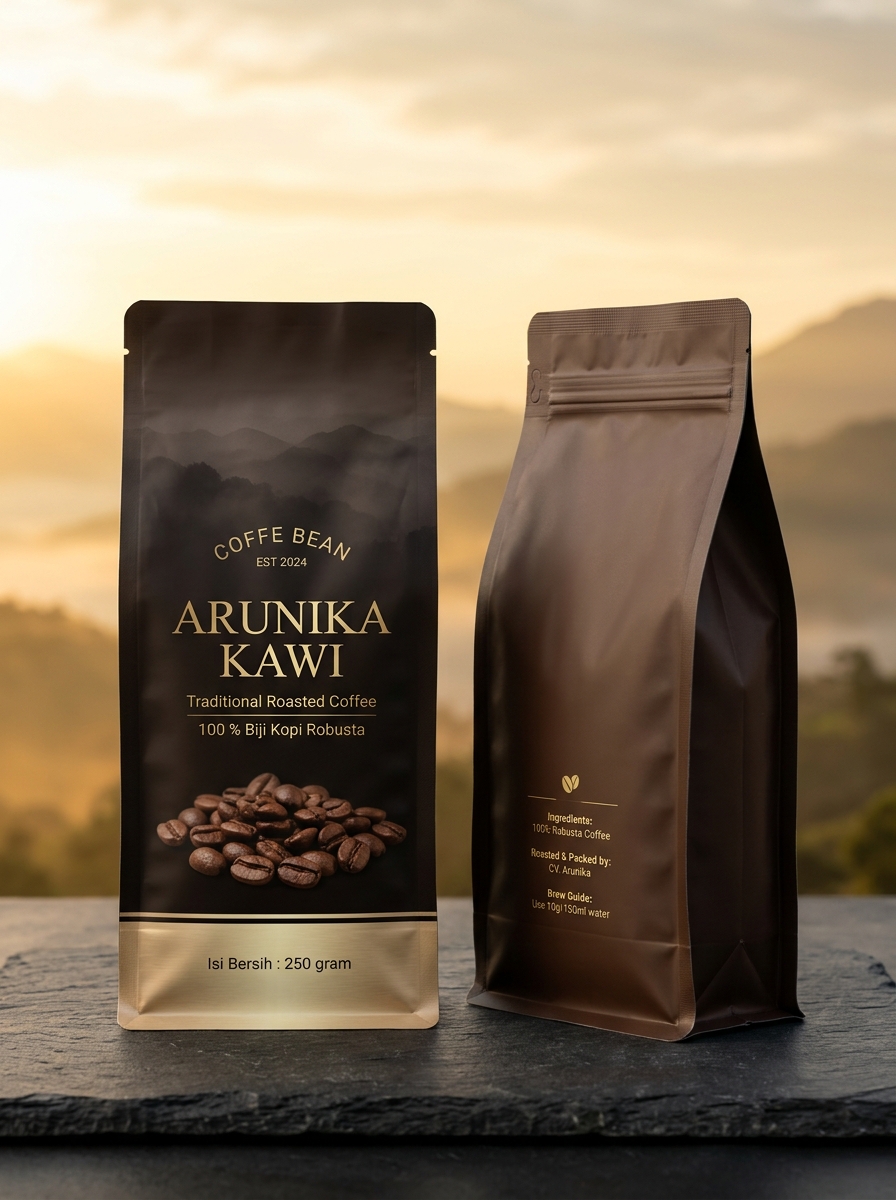 COFFE BEAN
EST 2024
ARUNIKA
KAWI
Traditional Roasted Coffee
100 % Biji Kopi Robusta
Isi Bersih : 250 gram
Ingredients:
100% Robusta Coffee
Roasted & Packed by:
CV. Arunika
Brew Guide:
Use 10g/150ml water